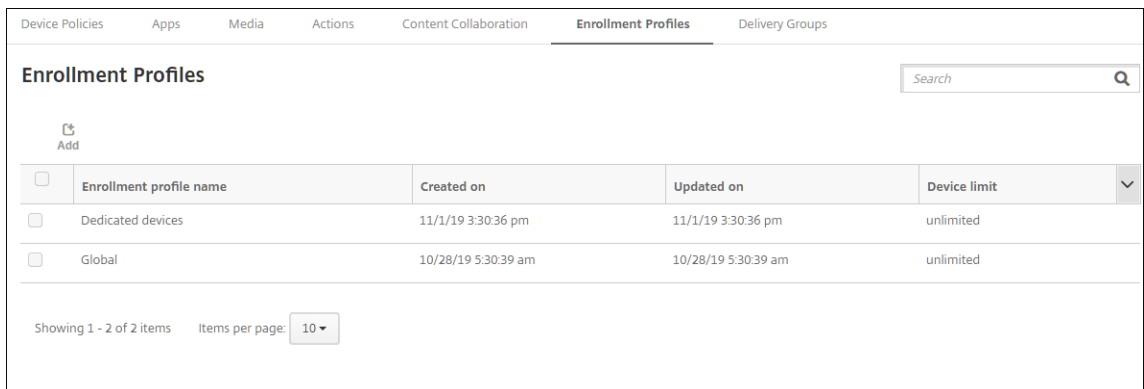 Device Policies Apps Media Actions Content Collaboration Enrollment Profiles Delivery Groups
Enrollment Profiles
Search
Add
Enrollment profile name Created on Updated on Device limit
Dedicated devices 11/1/19 3:30:36 pm 11/1/19 3:30:36 pm unlimited
Global 10/28/19 5:30:39 am 10/28/19 5:30:39 am unlimited
Showing 1 - 2 of 2 items Items per page: 10